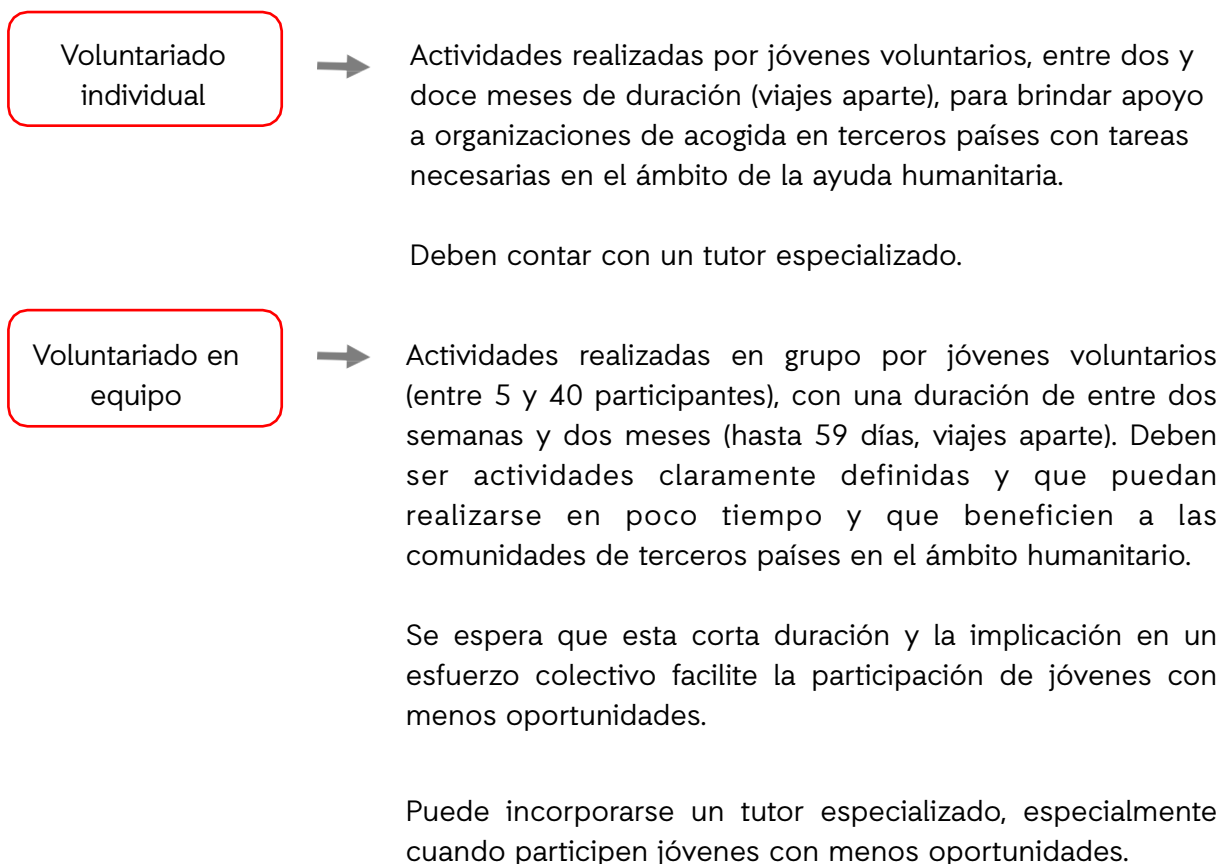 Voluntariado
individual
Actividades realizadas por jóvenes voluntarios, entre dos y
doce meses de duración (viajes aparte), para brindar apoyo
a organizaciones de acogida en terceros países con tareas
necesarias en el ámbito de la ayuda humanitaria.
Deben contar con un tutor especializado.
Voluntariado en
equipo
Actividades realizadas en grupo por jóvenes voluntarios
(entre 5 y 40 participantes), con una duración de entre dos
semanas y dos meses (hasta 59 días, viajes aparte). Deben
ser actividades claramente definidas y que puedan
realizarse en poco tiempo y que beneficien a las
comunidades de terceros países en el ámbito humanitario.
Se espera que esta corta duración y la implicación en un
esfuerzo colectivo facilite la participación de jóvenes con
menos oportunidades.
Puede incorporarse un tutor especializado, especialmente
cuando participen jóvenes con menos oportunidades.